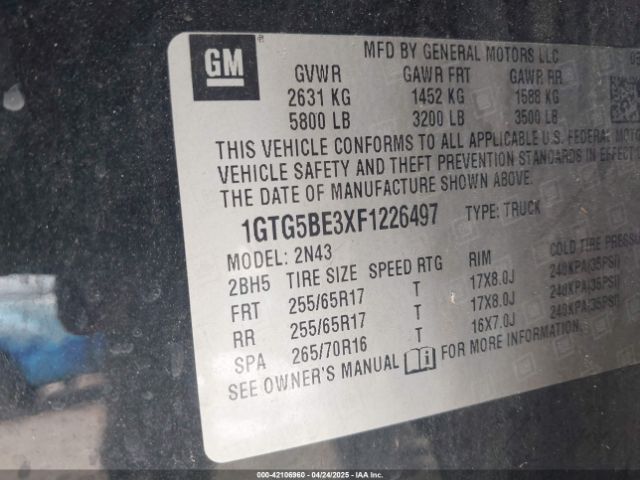 GM
MFD BY GENERAL MOTORS LLC
GVWR GAWR FRT GAWR RR
2631 KG 1452 KG 1588 KG
5800 LB 3200 LB 3500 LB
THIS VEHICLE CONFORMS TO ALL APPLICABLE U.S. FEDERAL MOTOR
VEHICLE SAFETY AND THEFT PREVENTION STANDARDS IN EFFECT
THE DATE OF MANUFACTURE SHOWN ABOVE.
1GTG5BE3XF1226497 TYPE: TRUCK
MODEL: 2N43
2BH5 TIRE SIZE SPEED RTG RIM COLD TIRE
FRT 255/65R17 T 17X8.0J 240KPA(35PSI)
RR 255/65R17 T 17X8.0J 240KPA(35PSI)
SPA 265/70R16 T 16X7.0J 240KPA(35PSI)
SEE OWNER'S MANUAL FOR MORE INFORMATION.
000-42106960 - 04/24/2025 - IAA Inc.